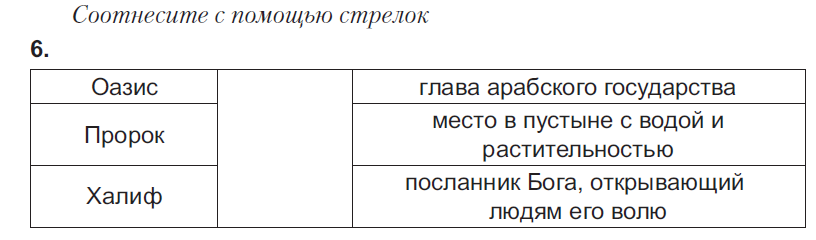 Соотнесите с помощью стрелок
6.
Оазис
глава арабского государства
Пророк
место в пустыне с водой и
растительностью
Халиф
посланник Бога, открывающий
людям его волю